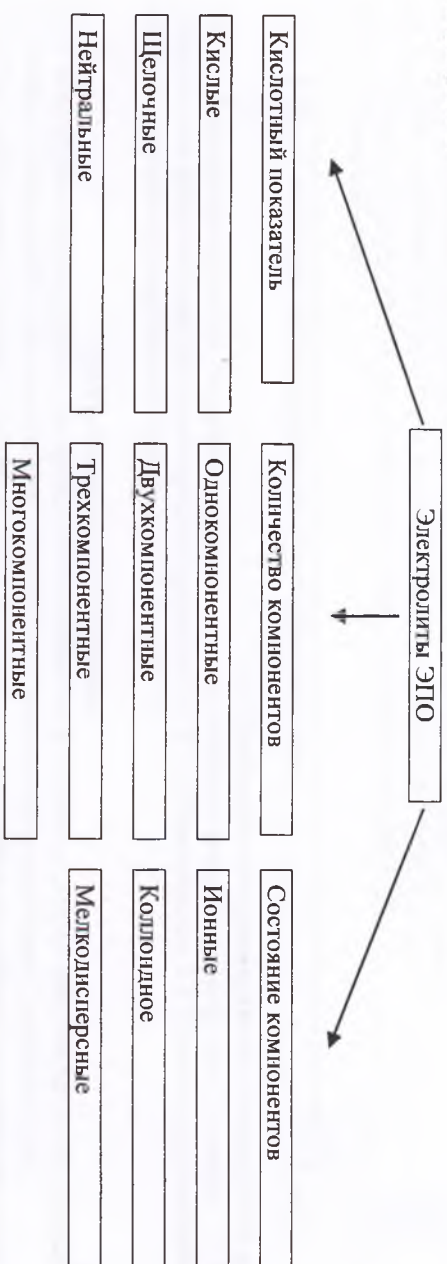 Электролиты ЭПО
Кислотный показатель
Кислые
Щелочные
Нейтральные
Количество компонентов
Однокомпонентные
Двухкомпонентные
Трехкомпонентные
Многокомпонентные
Состояние компонентов
Ионные
Коллоидное
Мелкодисперсные